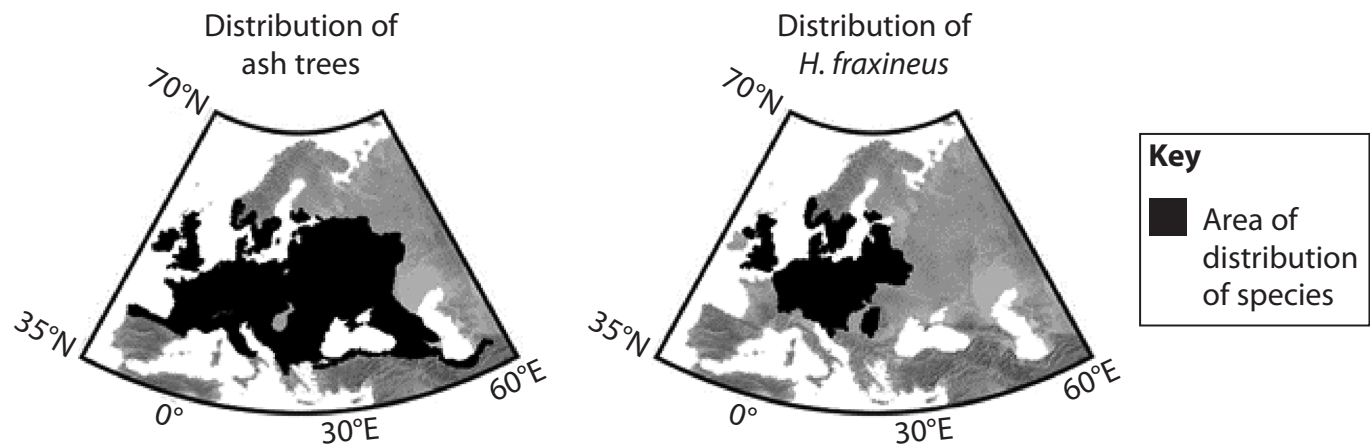 Distribution of
ash trees
70°N
35°N
0°
30°E
60°E
Distribution of
H. fraxineus
70°N
35°N
0°
30°E
60°E
Key
Area of
distribution
of species